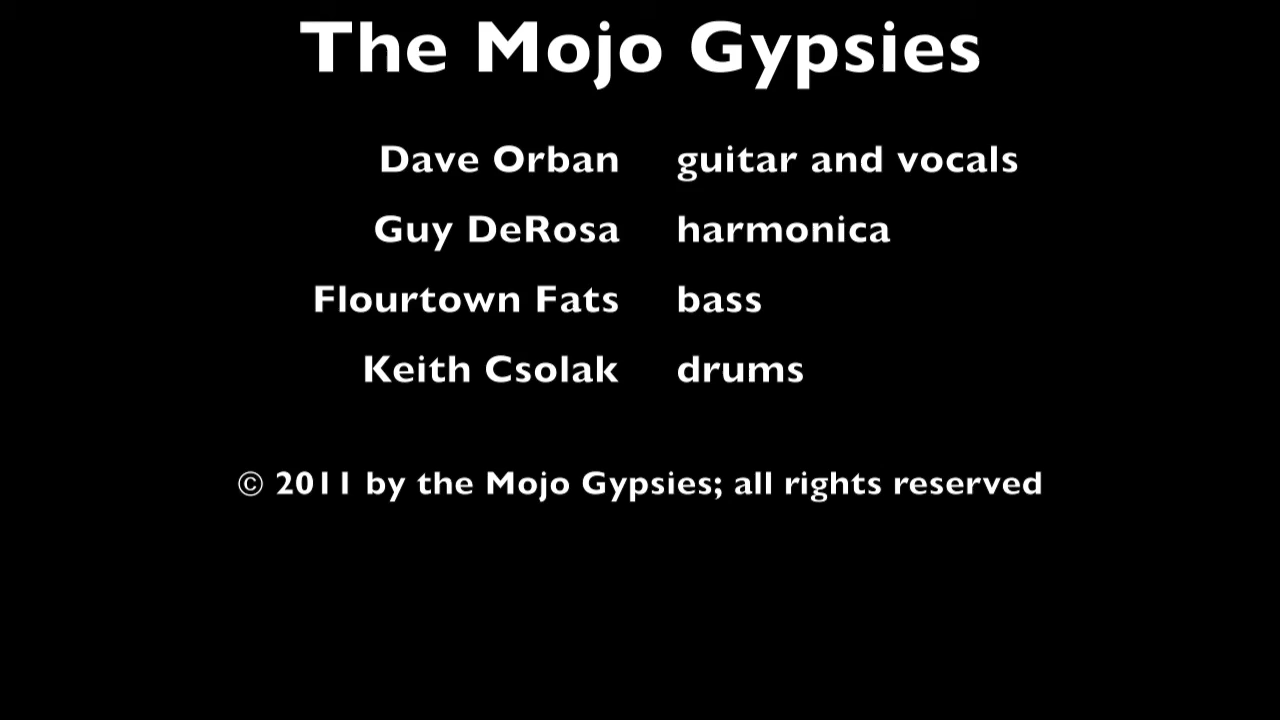 The Mojo Gypsies
Dave Orban guitar and vocals
Guy DeRosa harmonica
Flourtown Fats bass
Keith Csolak drums
© 2011 by the Mojo Gypsies; all rights reserved